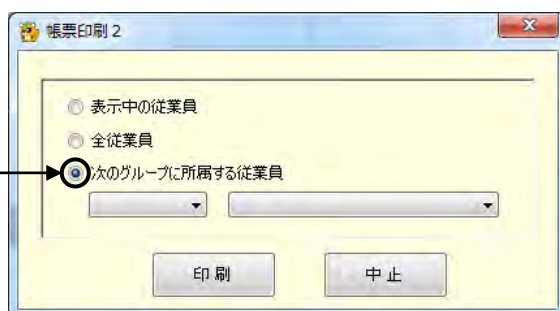 帳票印刷2
表示中の従業員
全従業員
次のグループに所属する従業員
印刷
中止